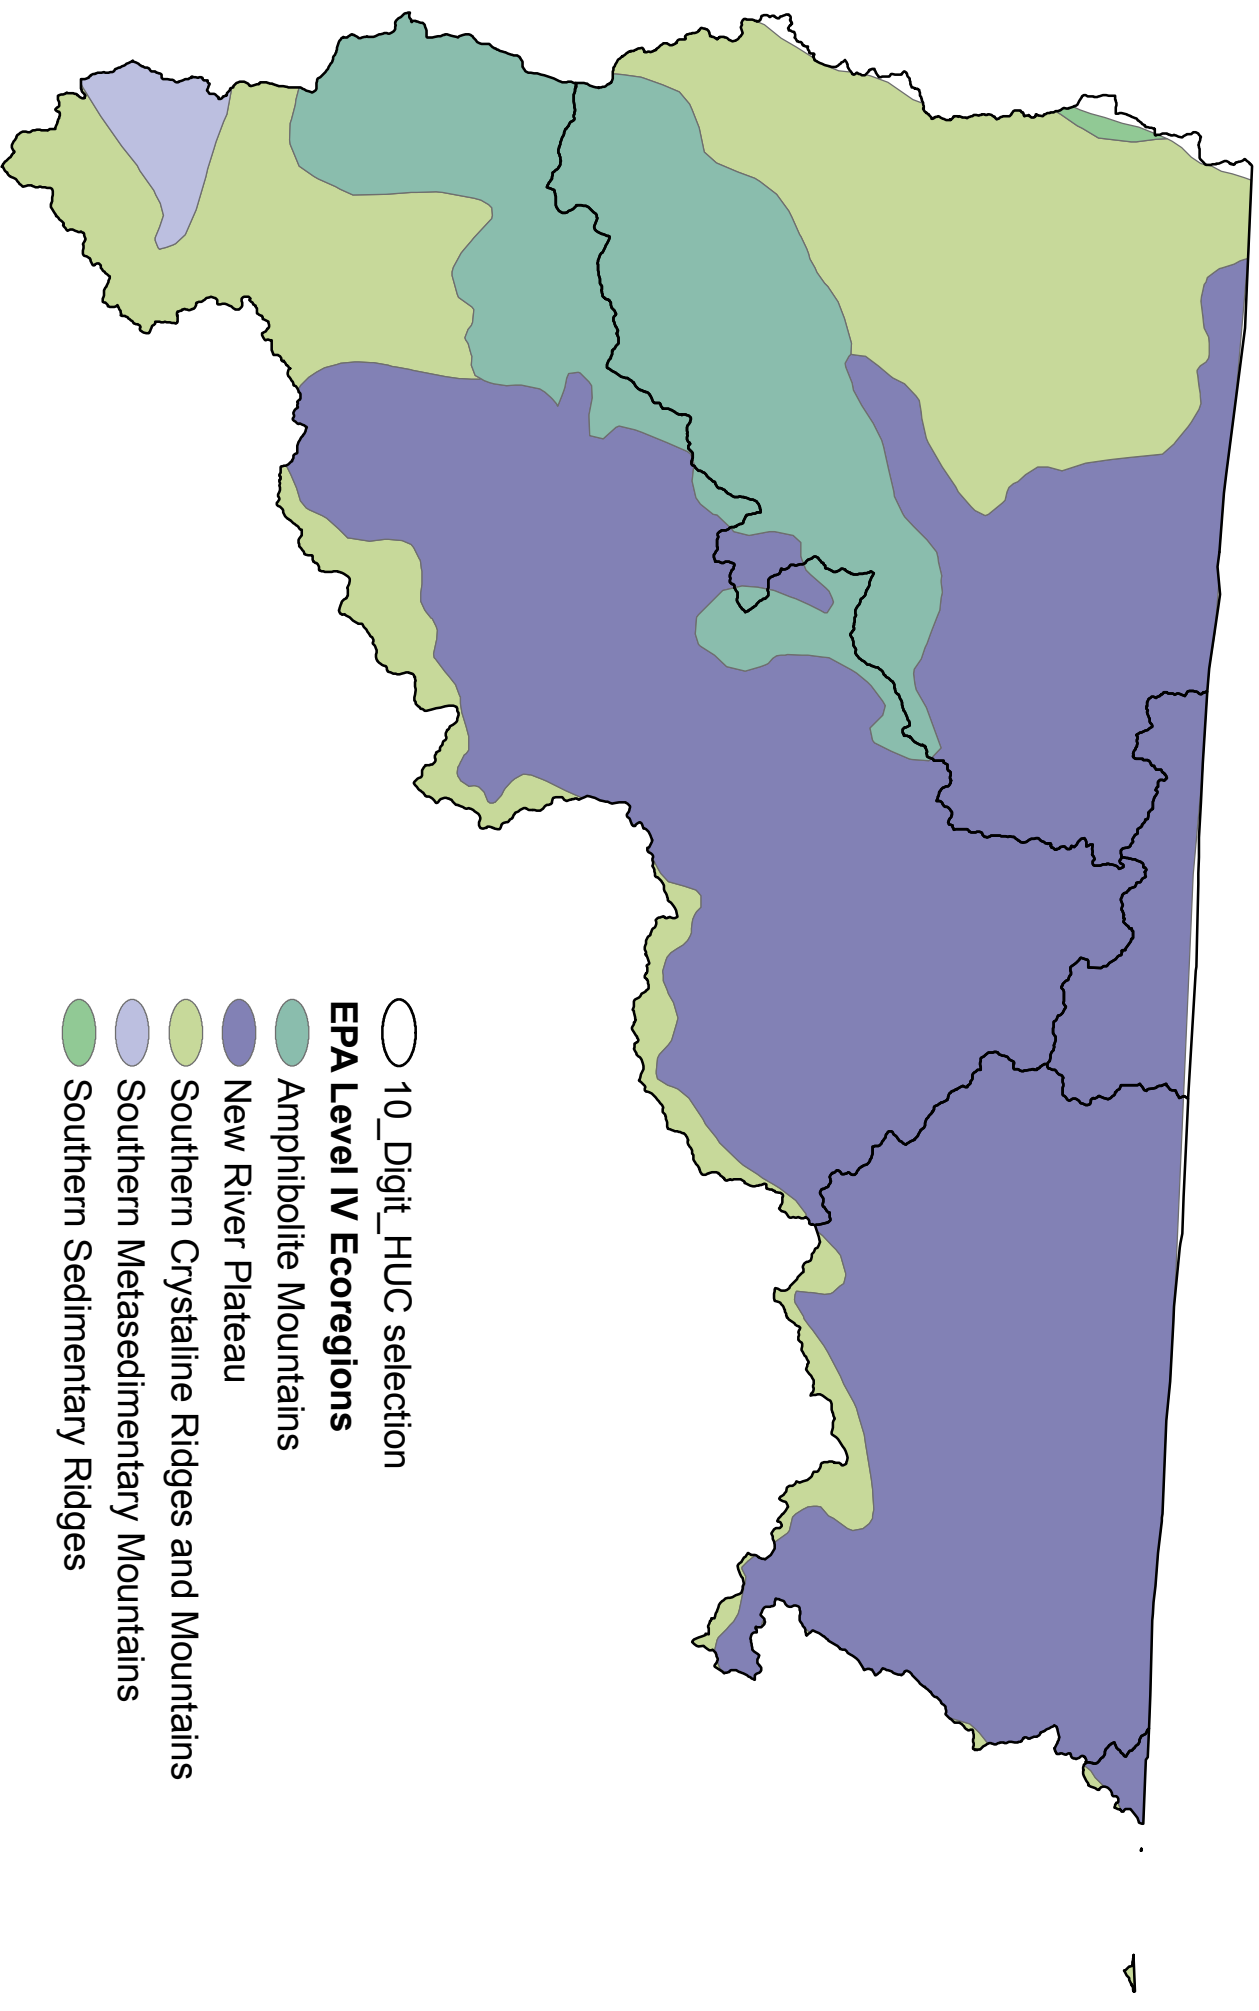 10_Digit_HUC selection
EPA Level IV Ecoregions
Amphibolite Mountains
New River Plateau
Southern Crystaline Ridges and Mountains
Southern Metasedimentary Mountains
Southern Sedimentary Ridges